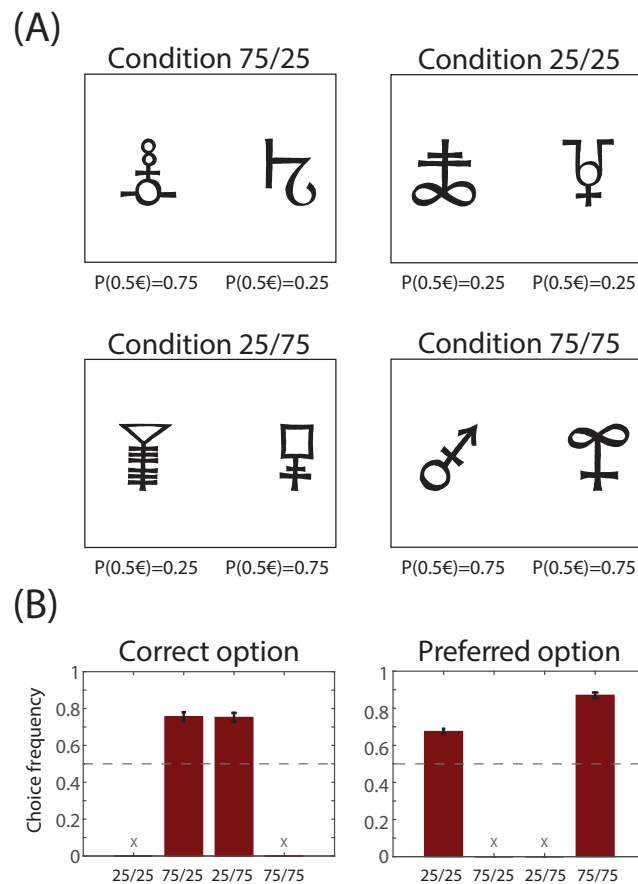 (A)
Condition 75/25
Condition 25/25
P(0.5€)=0.75 P(0.5€)=0.25
P(0.5€)=0.25 P(0.5€)=0.25
Condition 25/75
Condition 75/75
P(0.5€)=0.25 P(0.5€)=0.75
P(0.5€)=0.75 P(0.5€)=0.75
(B)
Correct option
Preferred option
Choice frequency
1
0.8
0.6
0.4
0.2
0
x x
25/25 75/25 25/75 75/75
1
0.8
0.6
0.4
0.2
0
x x
25/25 75/25 25/75 75/75